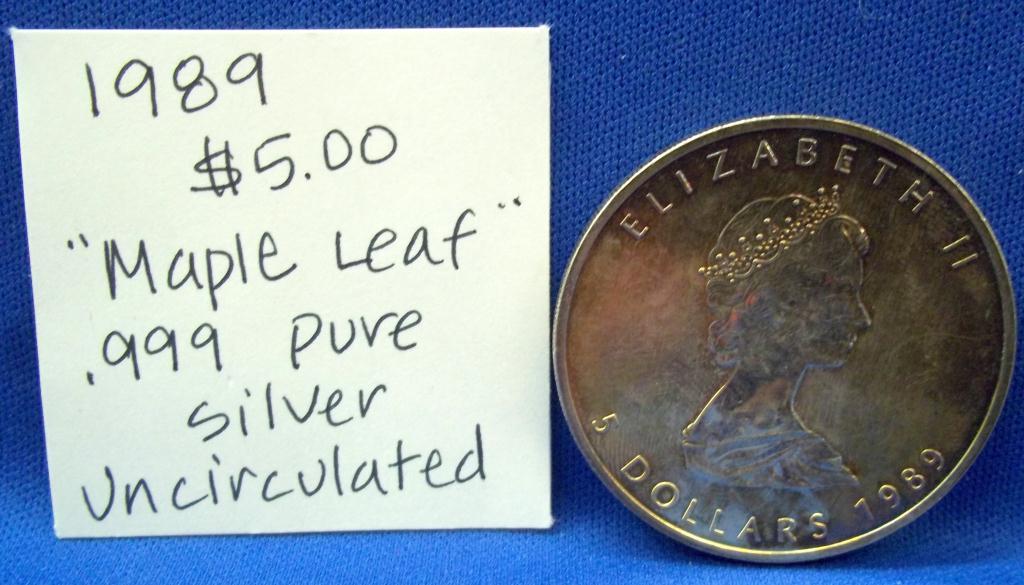 1989
$5.00
"Maple Leaf"
.999 pure
silver
uncirculated
ELIZABETH II
5 DOLLARS 1989